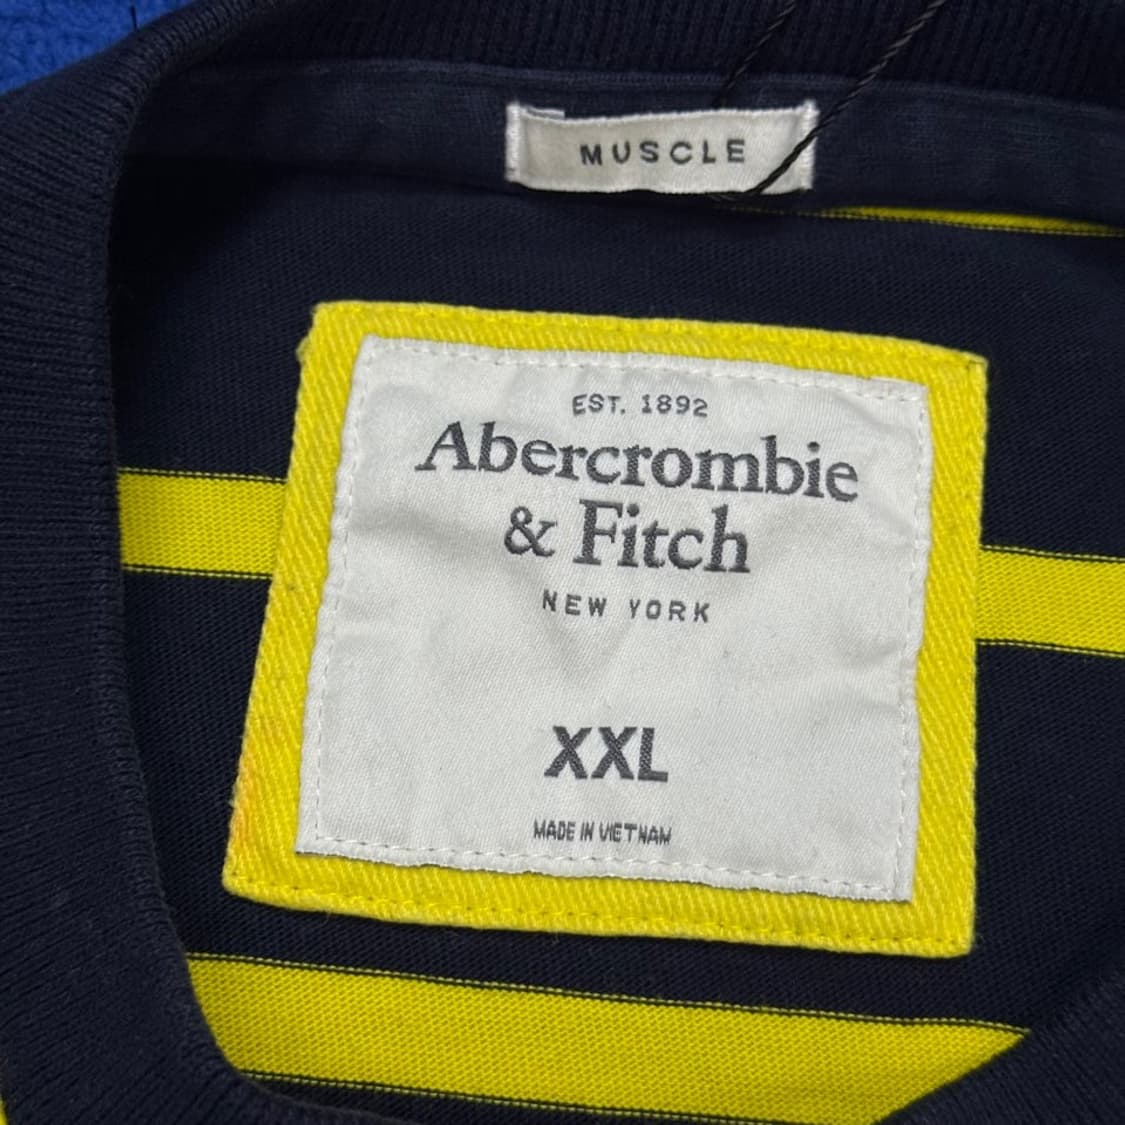 MUSCLE
EST. 1892
Abercrombie
& Fitch
NEW YORK
XXL
MADE IN VIETNAM